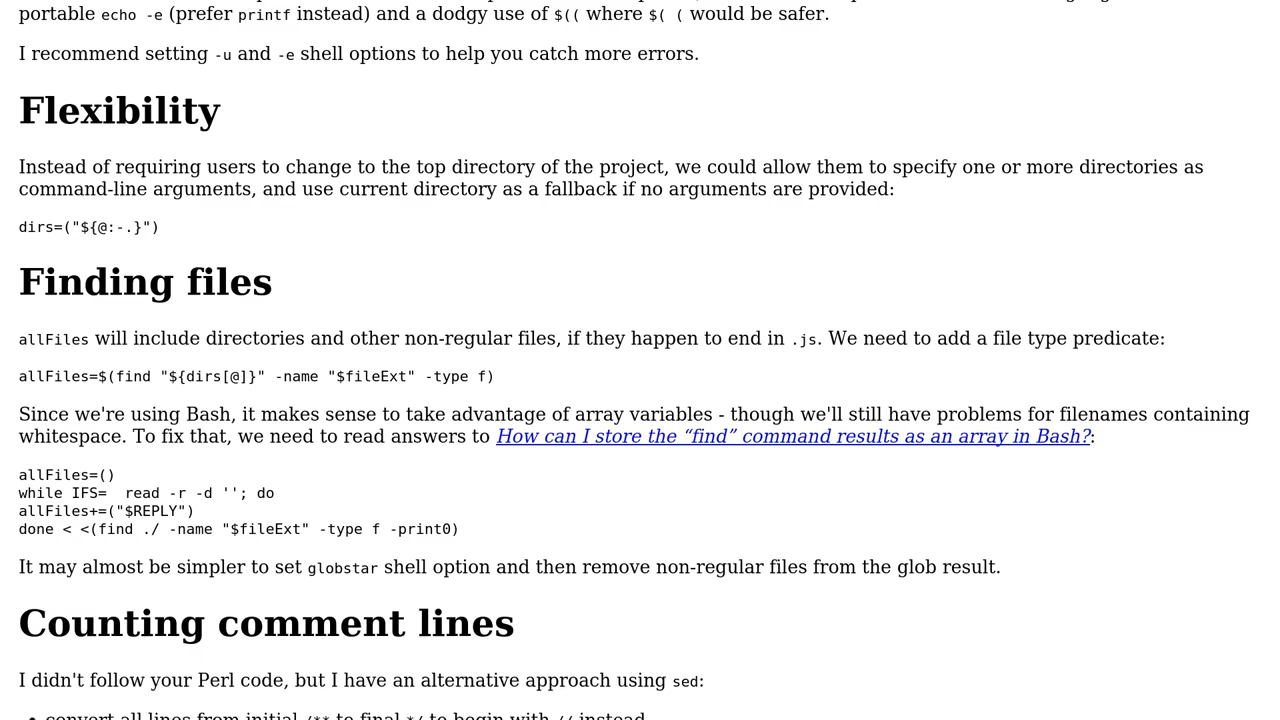 portable echo -e (prefer printf instead) and a dodgy use of $(( where $( ( would be safer.
I recommend setting -u and -e shell options to help you catch more errors.
Flexibility
Instead of requiring users to change to the top directory of the project, we could allow them to specify one or more directories as
command-line arguments, and use current directory as a fallback if no arguments are provided:
dirs=("${@:-.}")
Finding files
allFiles will include directories and other non-regular files, if they happen to end in .js. We need to add a file type predicate:
allFiles=$(find "${dirs[@]}" -name "$fileExt" -type f)
Since we're using Bash, it makes sense to take advantage of array variables - though we'll still have problems for filenames containing
whitespace. To fix that, we need to read answers to How can I store the “find” command results as an array in Bash?:
allFiles=()
while IFS=  read -r -d ''; do
allFiles+=("$REPLY")
done < <(find ./ -name "$fileExt" -type f -print0)
It may almost be simpler to set globstar shell option and then remove non-regular files from the glob result.
Counting comment lines
I didn't follow your Perl code, but I have an alternative approach using sed:
• convert all lines from initial /** to final */ to begin with // instead